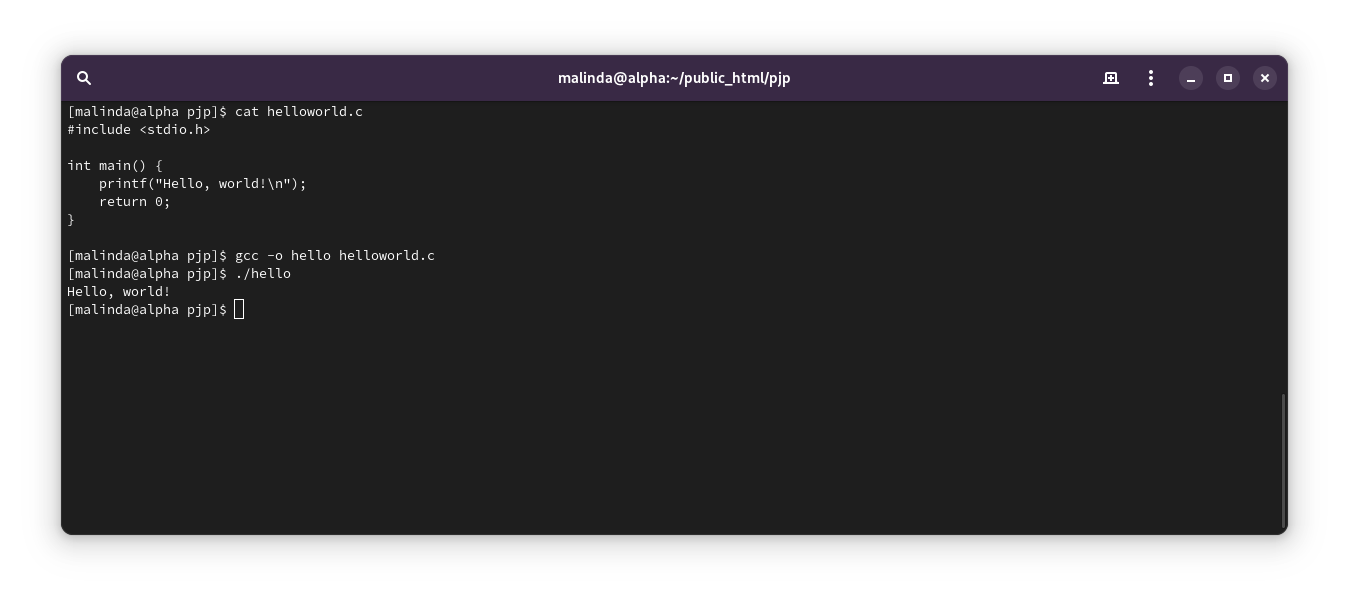 malinda@alpha:~/public_html/pjp
[malinda@alpha pjp]$ cat helloworld.c
#include <stdio.h>

int main() {
    printf("Hello, world!\n");
    return 0;
}

[malinda@alpha pjp]$ gcc -o hello helloworld.c
[malinda@alpha pjp]$ ./hello
Hello, world!
[malinda@alpha pjp]$